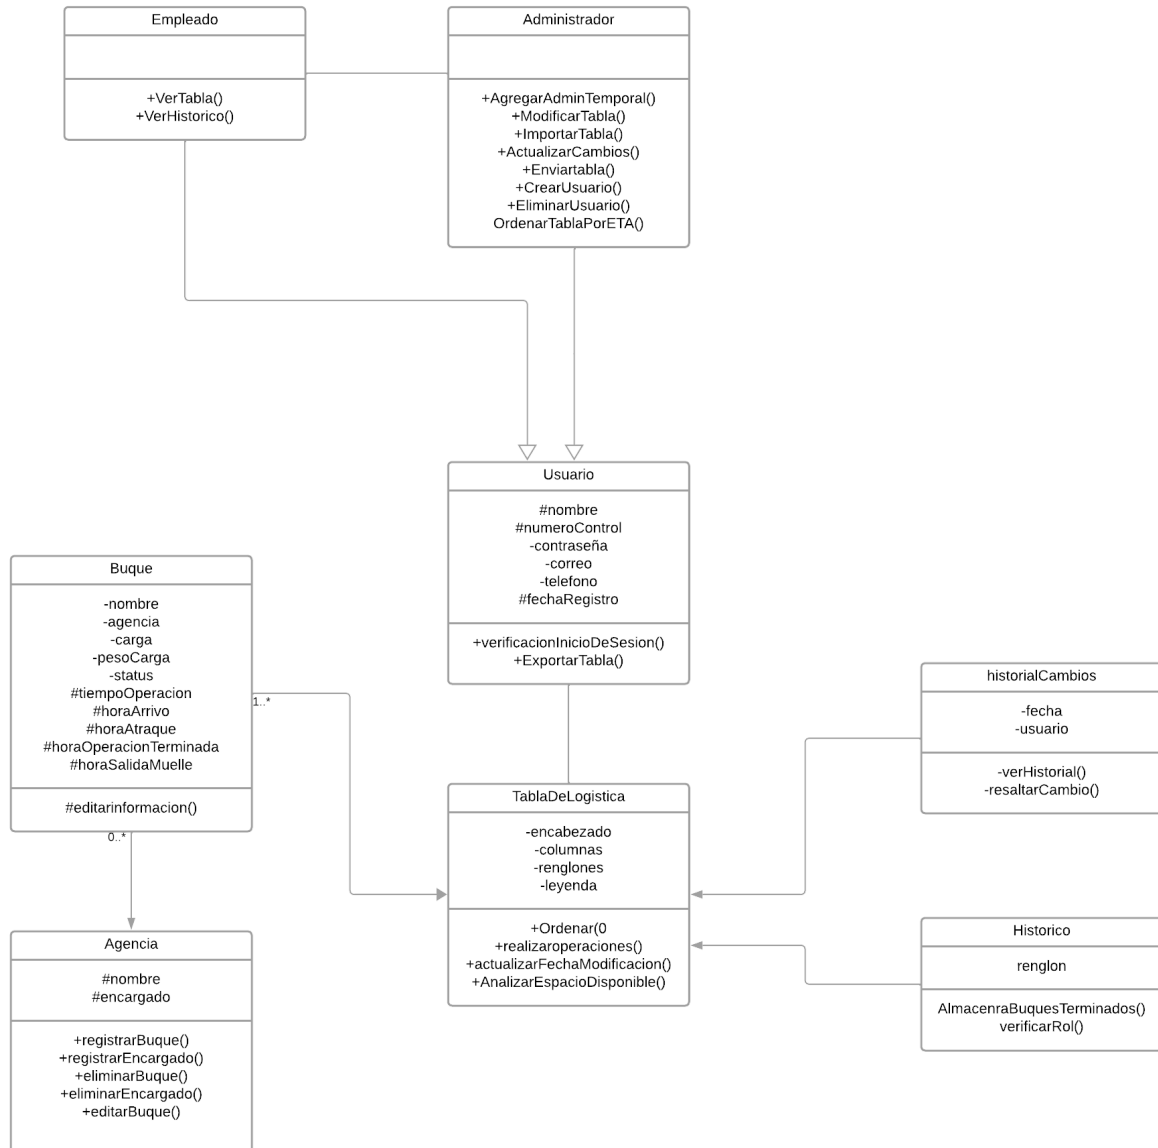 Empleado
+VerTabla()
+VerHistorico()
Administrador
+AgregarAdminTemporal()
+ModificarTabla()
+ImportarTabla()
+ActualizarCambios()
+Enviartabla()
+CrearUsuario()
+EliminarUsuario()
OrdenarTablaPorETA()
Usuario
#nombre
#numeroControl
-contraseña
-correo
-telefono
#fechaRegistro
+verificacionInicioDeSesion()
+ExportarTabla()
Buque
-nombre
-agencia
-carga
-pesoCarga
-status
#tiempoOperacion
#horaArrivo
#horaAtraque
#horaOperacionTerminada
#horaSalidaMuelle
#editarinformacion()
1..*
0..*
historialCambios
-fecha
-usuario
-verHistorial()
-resaltarCambio()
TablaDeLogistica
-encabezado
-columnas
-renglones
-leyenda
+Ordenar(0
+realizaroperaciones()
+actualizarFechaModificacion()
+AnalizarEspacioDisponible()
Agencia
#nombre
#encargado
+registrarBuque()
+registrarEncargado()
+eliminarBuque()
+eliminarEncargado()
+editarBuque()
Historico
renglon
AlmacenraBuquesTerminados()
verificarRol()